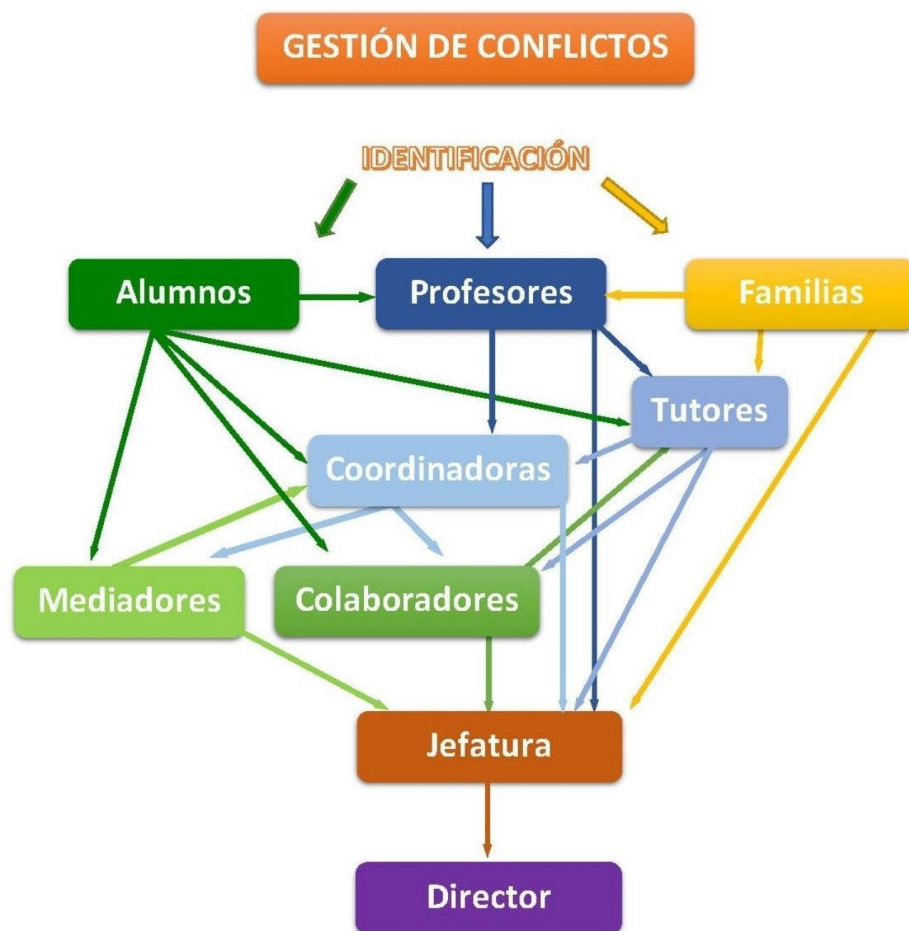 GESTIÓN DE CONFLICTOS
IDENTIFICACIÓN
Alumnos
Profesores
Familias
Tutores
Coordinadoras
Mediadores
Colaboradores
Jefatura
Director